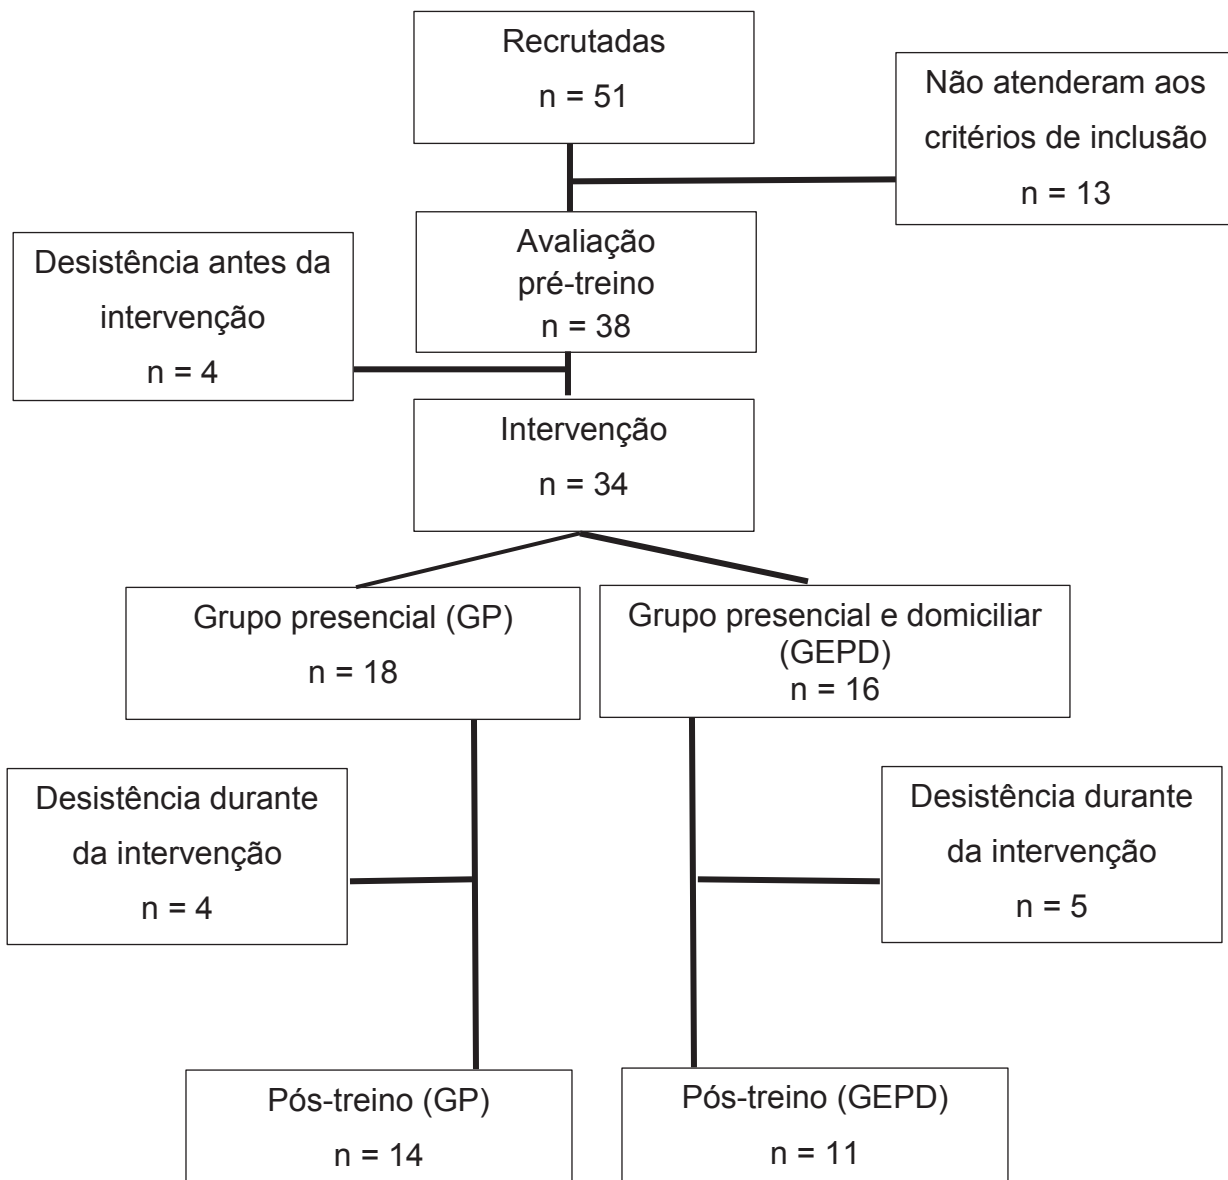 Recrutadas
n = 51
Não atenderam aos
critérios de inclusão
n = 13
Avaliação
pré-treino
n = 38
Desistência antes da
intervenção
n = 4
Intervenção
n = 34
Grupo presencial (GP)
n = 18
Grupo presencial e domiciliar
(GEPD)
n = 16
Desistência durante
da intervenção
n = 4
Desistência durante
da intervenção
n = 5
Pós-treino (GP)
n = 14
Pós-treino (GEPD)
n = 11